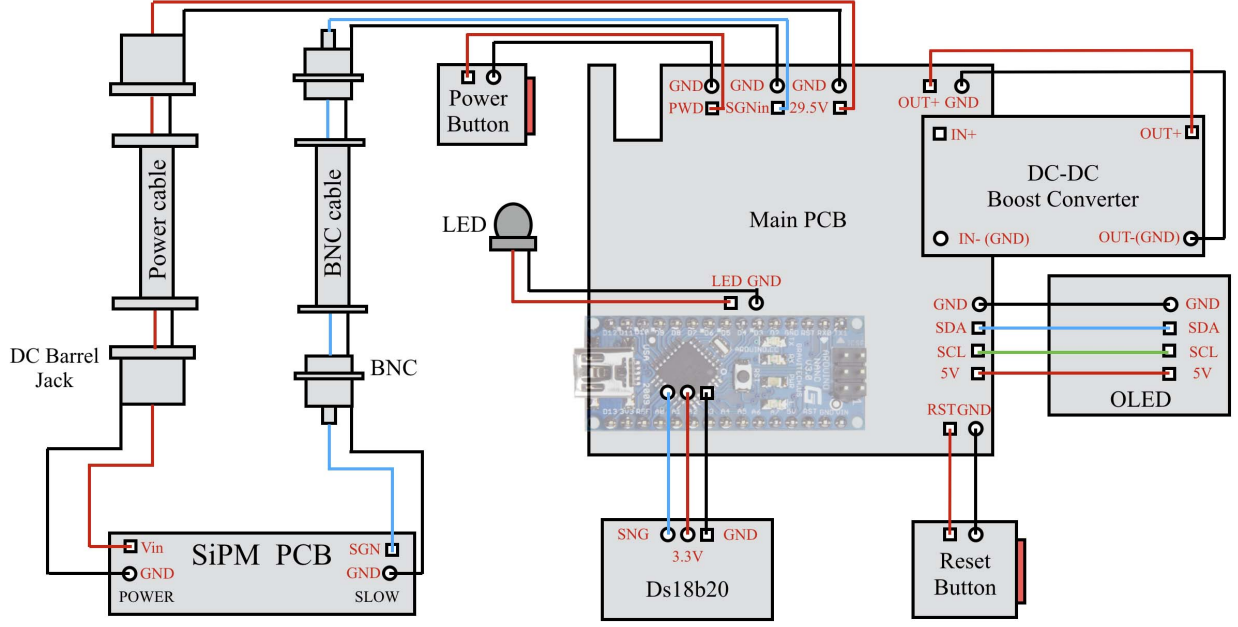 GND
GND
GND
PWD
SGNin
29.5V
OUT+ GND
Power
Button
IN+
OUT+
DC-DC
Boost Converter
IN- (GND)
OUT-(GND)
Power cable
BNC cable
LED
Main PCB
LED GND
GND
SDA
SCL
5V
GND
SDA
SCL
5V
OLED
DC Barrel
Jack
BNC
RST GND
SiPM PCB
Vin
GND
POWER
SGN
GND
SLOW
SNG
GND
3.3V
Ds18b20
Reset
Button